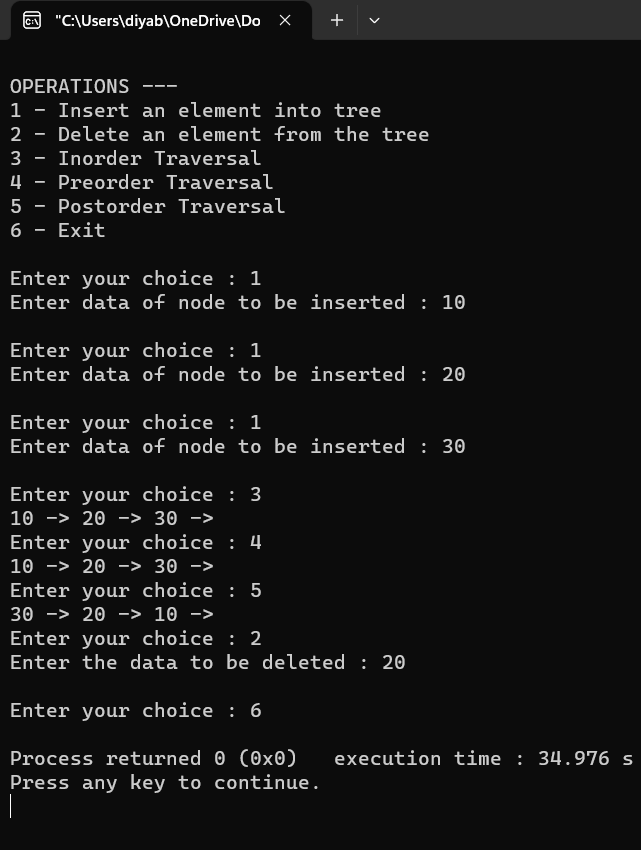 "C:\Users\diyab\OneDrive\Do
OPERATIONS ---
1 - Insert an element into tree
2 - Delete an element from the tree
3 - Inorder Traversal
4 - Preorder Traversal
5 - Postorder Traversal
6 - Exit
Enter your choice : 1
Enter data of node to be inserted : 10
Enter your choice : 1
Enter data of node to be inserted : 20
Enter your choice : 1
Enter data of node to be inserted : 30
Enter your choice : 3
10 -> 20 -> 30 ->
Enter your choice : 4
10 -> 20 -> 30 ->
Enter your choice : 5
30 -> 20 -> 10 ->
Enter your choice : 2
Enter the data to be deleted : 20
Enter your choice : 6
Process returned 0 (0x0)   execution time : 34.976 s
Press any key to continue.